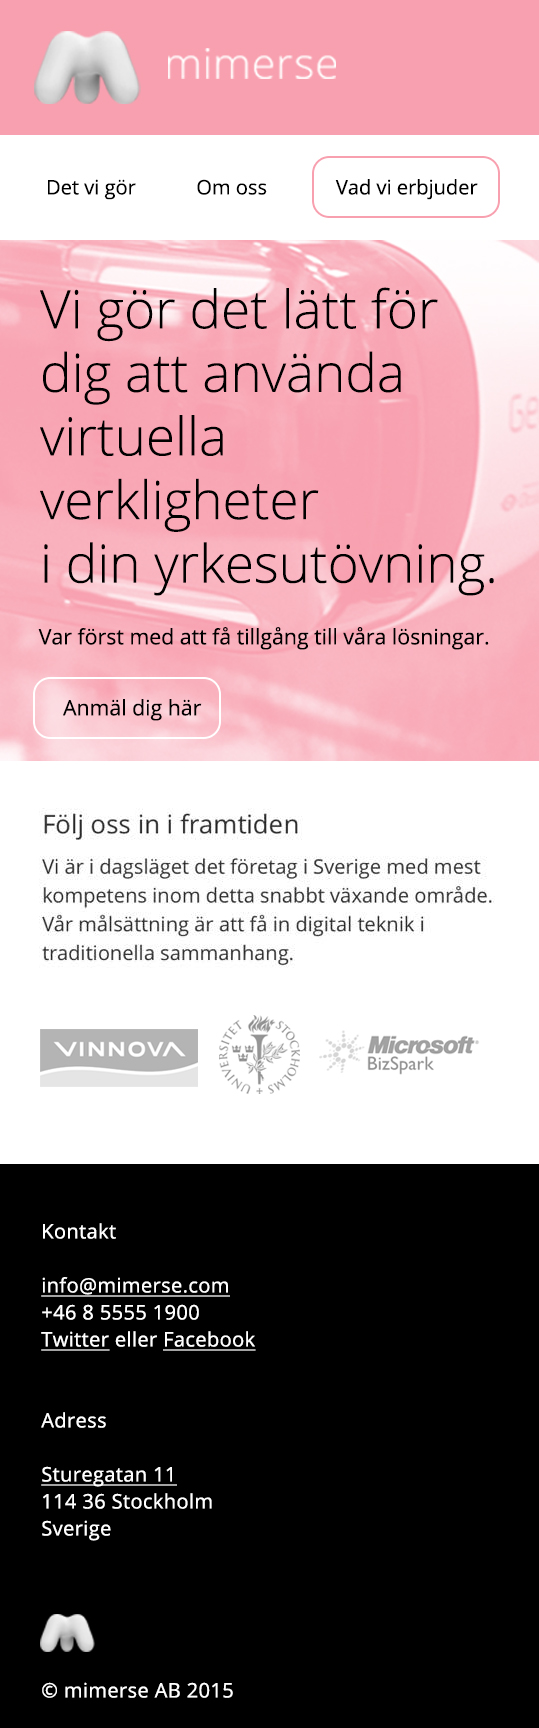 mimerse
Det vi gör
Om oss
Vad vi erbjuder
Vi gör det lätt för
dig att använda
virtuella
verkligheter
i din yrkesutövning.
Ge
Var först med att få tillgång till våra lösningar.
Anmäl dig här
Följ oss in i framtiden
Vi är i dagsläget det företag i Sverige med mest
kompetens inom detta snabbt växande område.
Vår målsättning är att få in digital teknik i
traditionella sammanhang.
VINNOVA
STOCKHOLMS UNIVERSITET
Microsoft
BizSpark
Kontakt
info@mimerse.com
+46 8 5555 1900
Twitter eller Facebook
Adress
Sturegatan 11
114 36 Stockholm
Sverige
© mimerse AB 2015